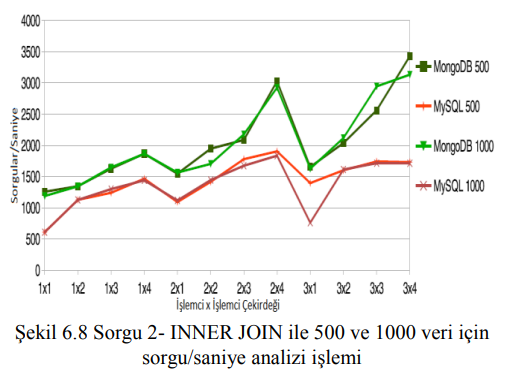 4000
3500
3000
2500
2000
1500
1000
500
0
Sorgular/Saniye
1x1
1x2
1x3
1x4
2x1
2x2
2x3
2x4
3x1
3x2
3x3
3x4
İşlemci x İşlemci Çekirdeği
MongoDB 500
MySQL 500
MongoDB 1000
MySQL 1000
Şekil 6.8 Sorgu 2- INNER JOIN ile 500 ve 1000 veri için
sorgu/saniye analizi işlemi